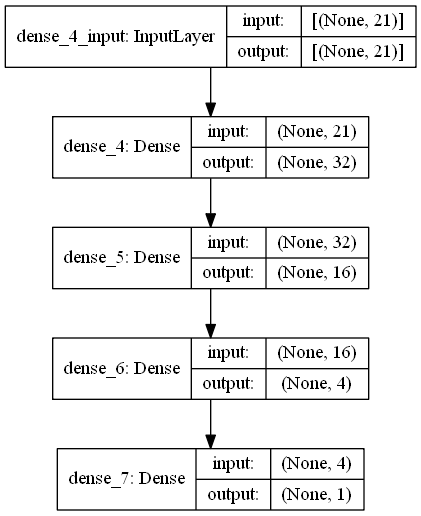 dense_4_input: InputLayer
input: [(None, 21)]
output: [(None, 21)]
dense_4: Dense
input: (None, 21)
output: (None, 32)
dense_5: Dense
input: (None, 32)
output: (None, 16)
dense_6: Dense
input: (None, 16)
output: (None, 4)
dense_7: Dense
input: (None, 4)
output: (None, 1)